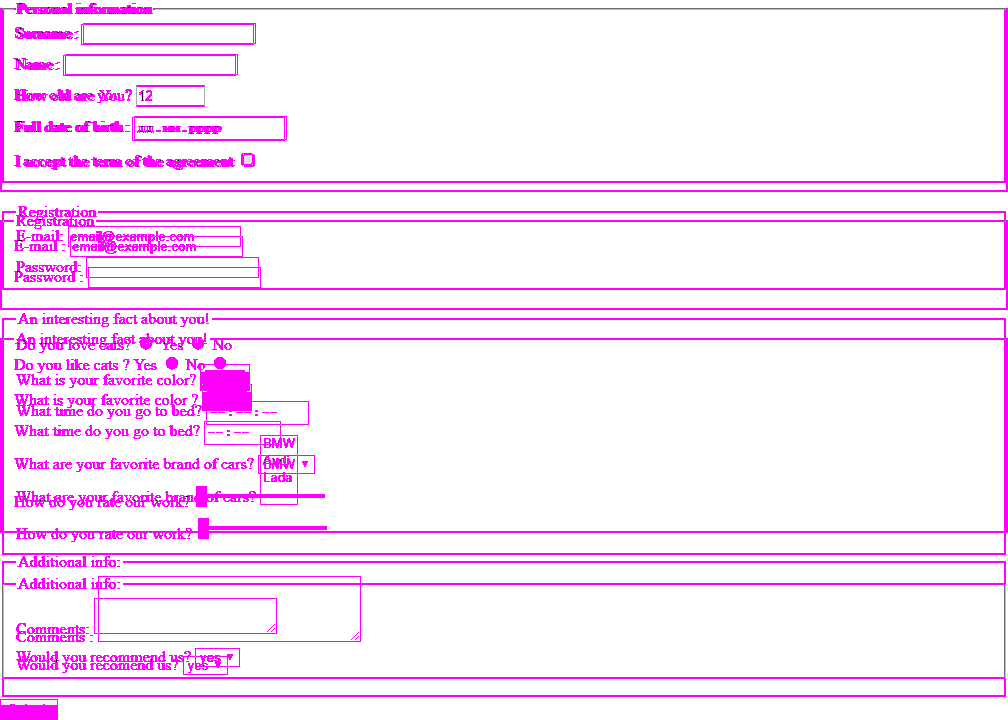 Personal information
Surname :
Name :
How old are You? 12
Full date of birth :
I accept the term of the agreement
Registration
Registration
E-mail: email@example.com
E-mail : email@example.com
Password:
Password :
An interesting fact about you!
An interesting fact about you!
Do you love cats? Yes No
Do you like cats ? Yes No
What is your favorite color?
What is your favorite color ?
What time do you go to bed? --:--:--
What time do you go to bed? --:--
BMW
What are your favorite brand of cars? BMW
Lada
What are your favorite brand of cars?
How do you rate our work?
How do you rate our work?
Additional info:
Additional info:
Comments:
Comments :
Would you recommend us? yes
Would you recomend us? yes